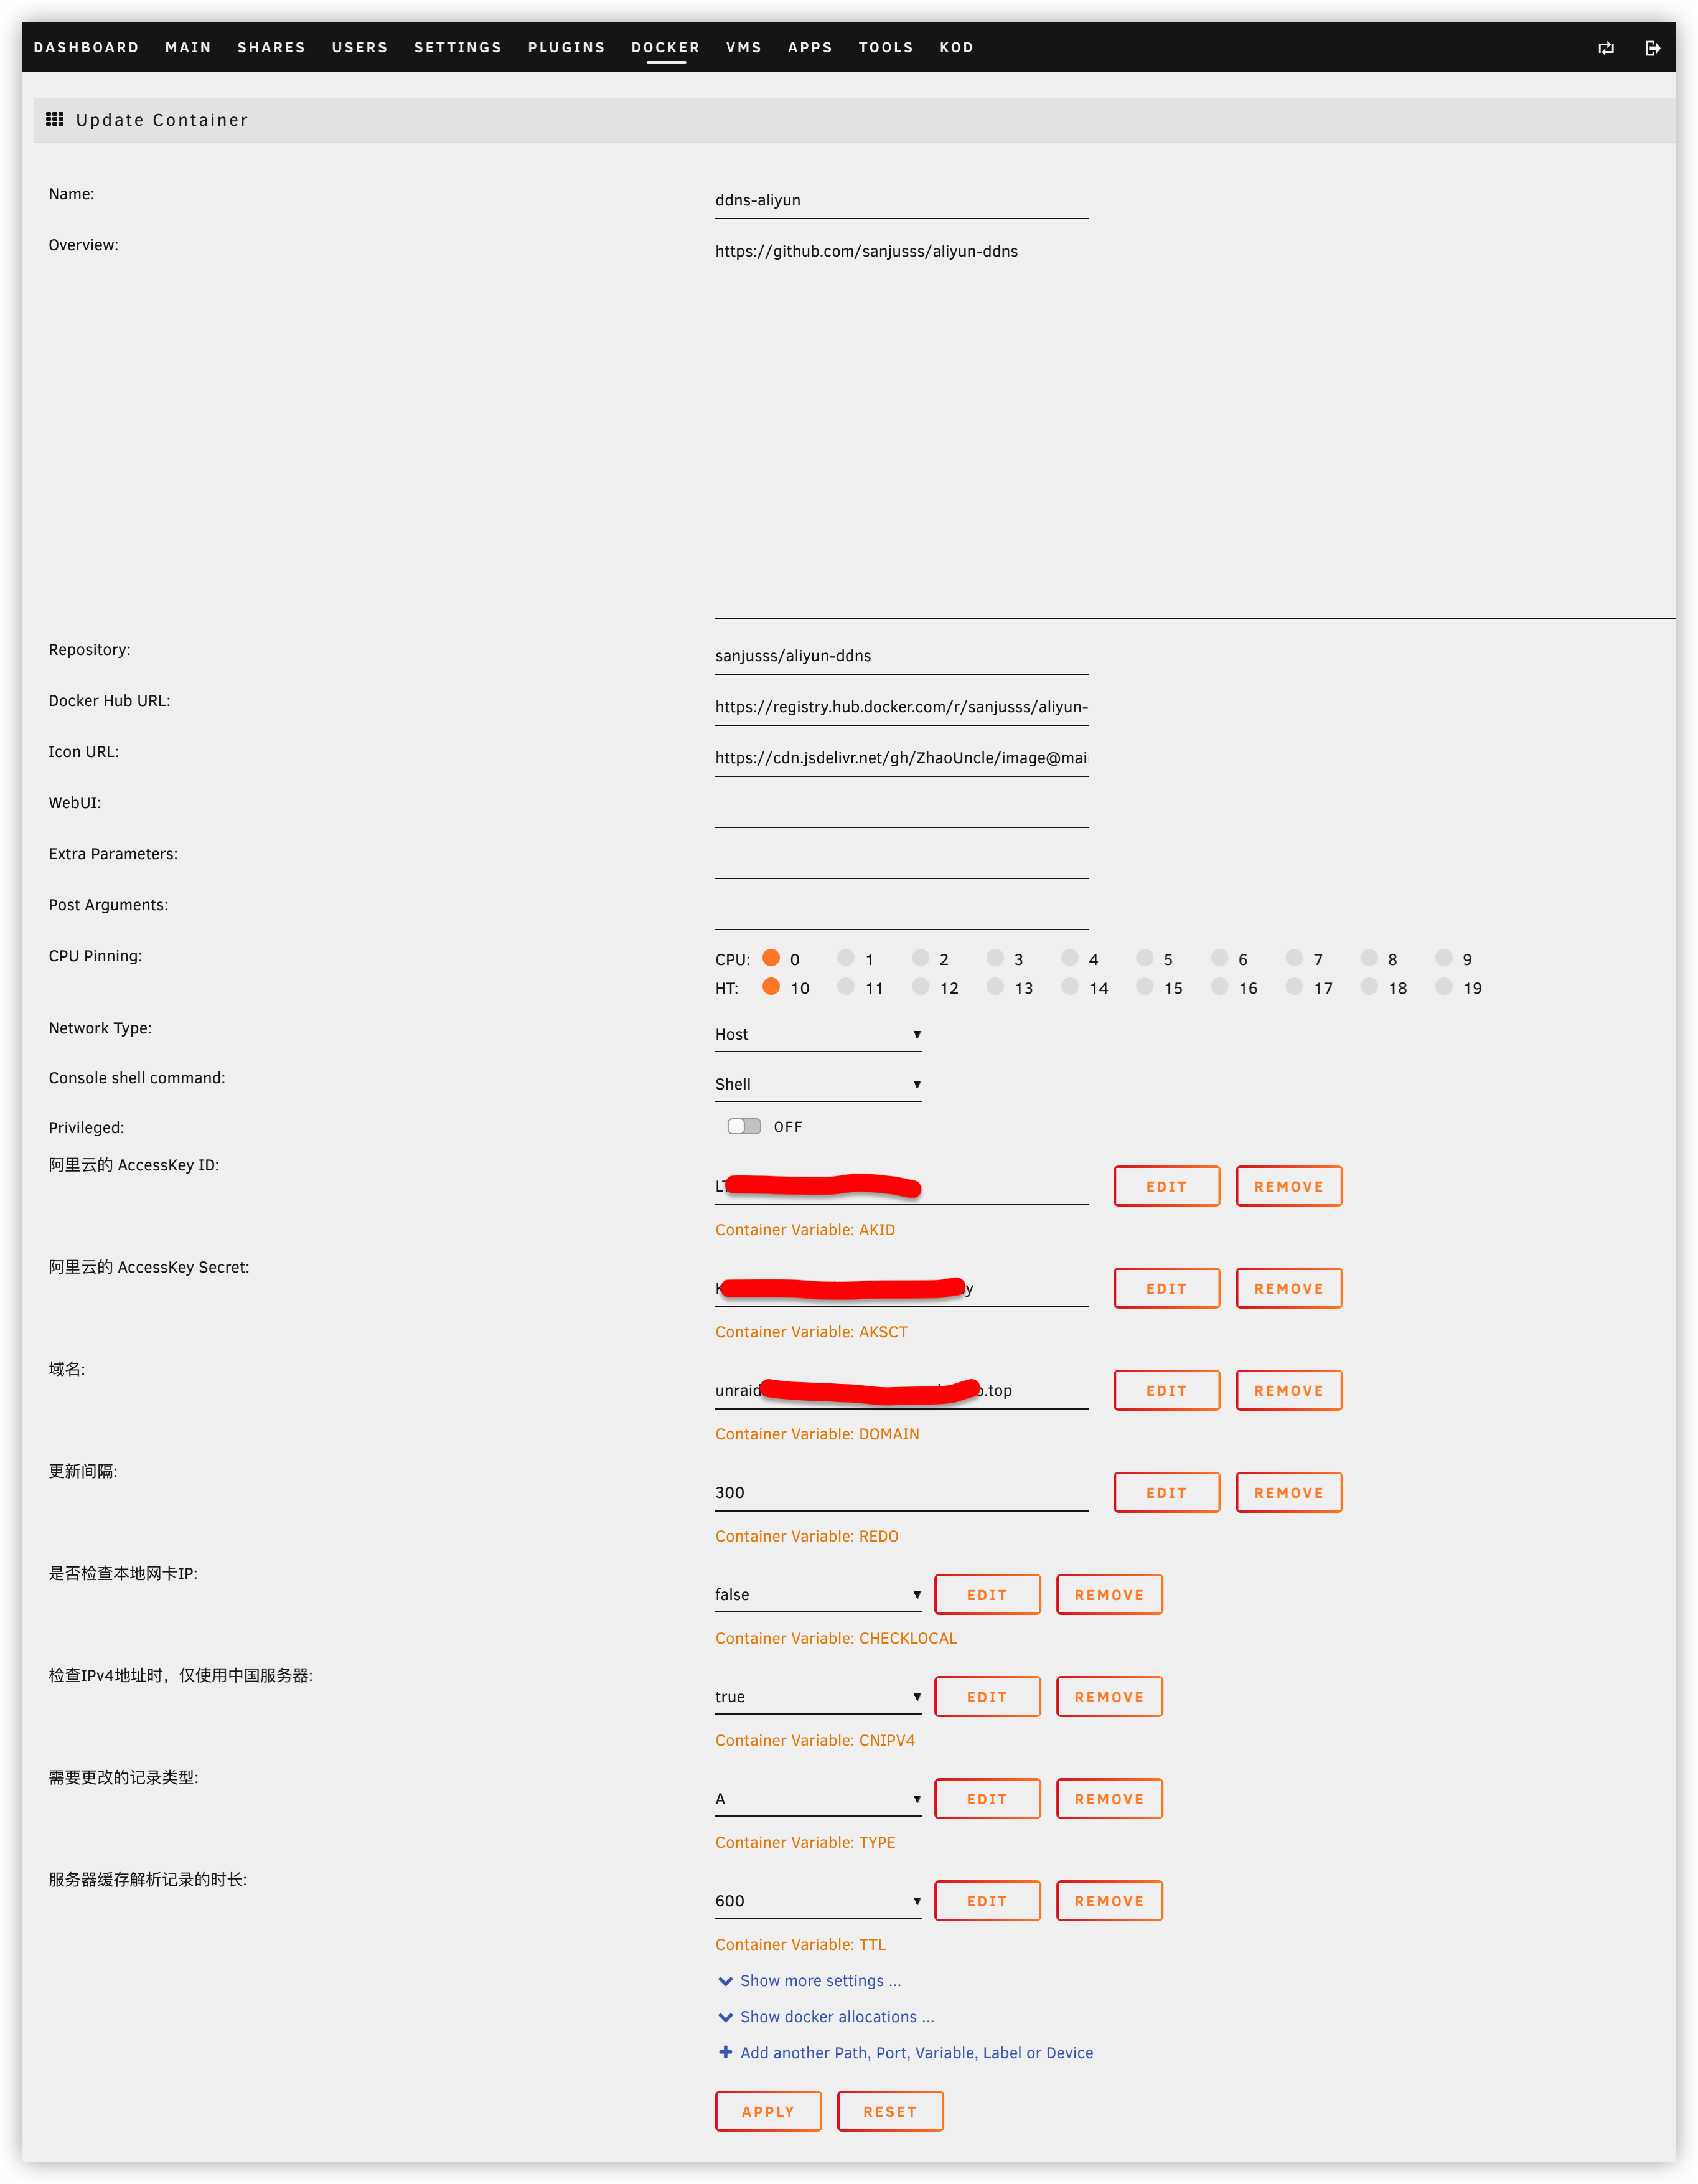 DASHBOARD MAIN SHARES USERS SETTINGS PLUGINS DOCKER VMS APPS TOOLS KOD
Update Container
Name: ddns-aliyun
Overview: https://github.com/sanjusss/aliyun-ddns
Repository: sanjusss/aliyun-ddns
Docker Hub URL: https://registry.hub.docker.com/r/sanjusss/aliyun-
Icon URL: https://cdn.jsdelivr.net/gh/ZhaoUncle/image@mai
WebUI:
Extra Parameters:
Post Arguments:
CPU Pinning: CPU: 0 1 2 3 4 5 6 7 8 9
HT: 10 11 12 13 14 15 16 17 18 19
Network Type: Host
Console shell command: Shell
Privileged: OFF
阿里云的 AccessKey ID:
EDIT REMOVE
Container Variable: AKID
阿里云的 AccessKey Secret:
y EDIT REMOVE
Container Variable: AKSCT
域名:
unraid .top EDIT REMOVE
Container Variable: DOMAIN
更新间隔:
300 EDIT REMOVE
Container Variable: REDO
是否检查本地网卡IP:
false EDIT REMOVE
Container Variable: CHECKLOCAL
检查IPv4地址时，仅使用中国服务器:
true EDIT REMOVE
Container Variable: CNIPV4
需要更改的记录类型:
A EDIT REMOVE
Container Variable: TYPE
服务器缓存解析记录的时长:
600 EDIT REMOVE
Container Variable: TTL
Show more settings ...
Show docker allocations ...
Add another Path, Port, Variable, Label or Device
APPLY RESET